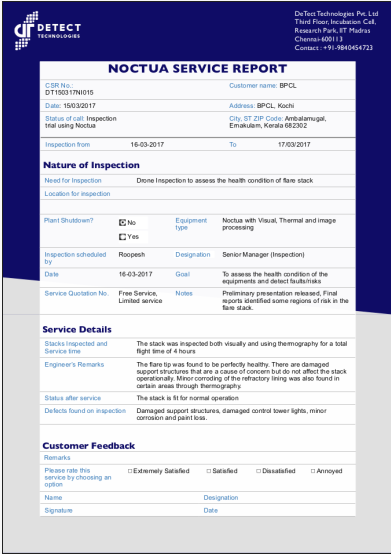 DETECT
TECHNOLOGIES
DeTect Technologies Pvt. Ltd
Third Floor, Incubation Cell,
Research Park, IIT Madras
Chennai-600113
Contact : +91-9840454723
NOCTUA SERVICE REPORT
CSR No.:
DT150317NI015
Customer name: BPCL
Date: 15/03/2017
Address: BPCL, Kochi
Status of call: Inspection
trial using Noctua
City, ST ZIP Code: Ambalamugal,
Ernakulam, Kerala 682302
Inspection from 16-03-2017 To 17/03/2017
Nature of Inspection
Need for Inspection Drone Inspection to assess the health condition of flare stack
Location for inspection
Plant Shutdown? No
Yes
Equipment
type
Noctua with Visual, Thermal and image
processing
Inspection scheduled
by
Roopesh Designation Senior Manager (Inspection)
Date 16-03-2017 Goal To assess the health condition of the
equipments and detect faults/risks
Service Quotation No. Free Service,
Limited service
Notes Preliminary presentation released, Final
reports identified some regions of risk in the
flare stack.
Service Details
Stacks Inspected and
Service time
The stack was inspected both visually and using thermography for a total
flight time of 4 hours
Engineer's Remarks The flare tip was found to be perfectly healthy. There are damaged
support structures that are a cause of concern but do not affect the stack
operationally. Minor corroding of the refractory lining was also found in
certain areas through thermography.
Status after service The stack is fit for normal operation
Defects found on inspection Damaged support structures, damaged control tower lights, minor
corrosion and paint loss.
Customer Feedback
Remarks
Please rate this
service by choosing an
option
□ Extremely Satisfied □ Satisfied □ Dissatisfied □ Annoyed
Name Designation
Signature Date